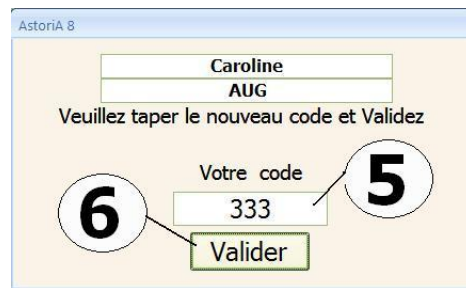 AstoriA 8
Caroline
AUG
Veuillez taper le nouveau code et Validez
Votre code
5
333
6
Valider